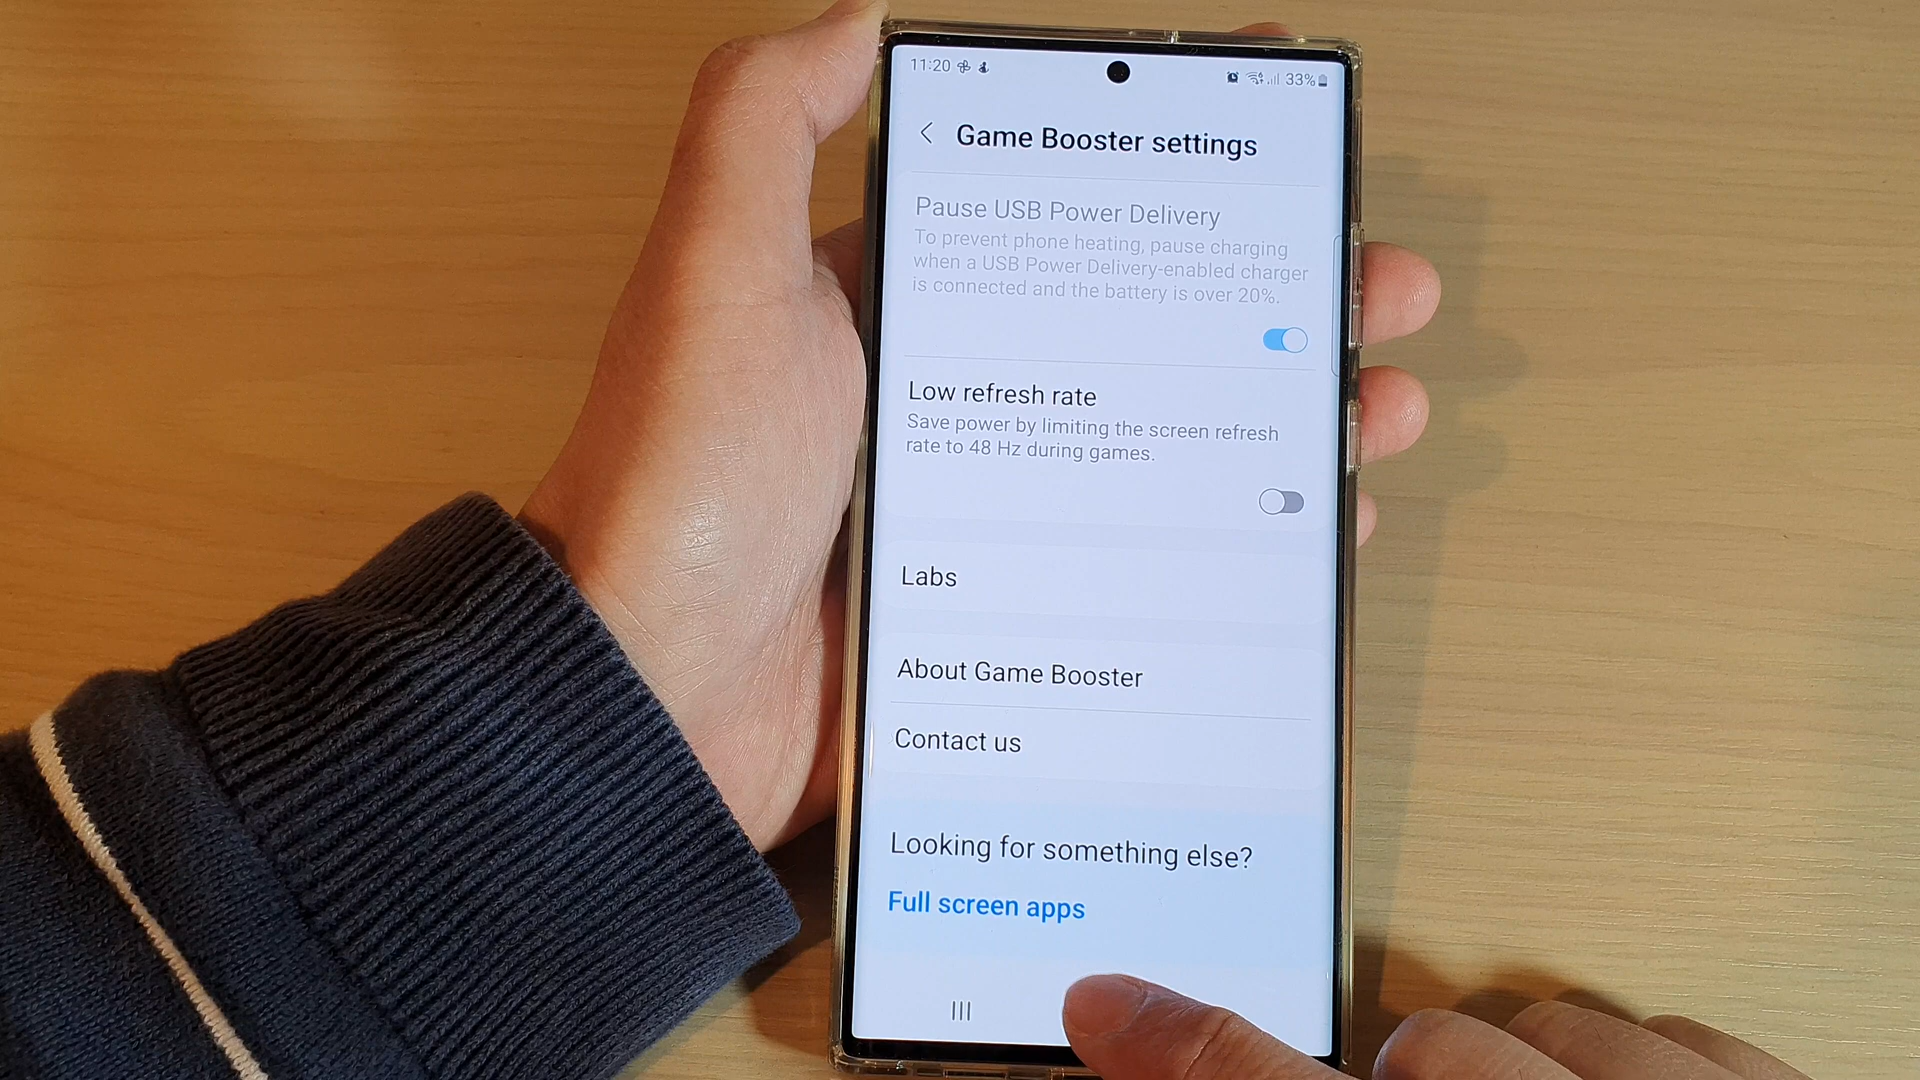 11:20
33%
Game Booster settings
Pause USB Power Delivery
To prevent phone heating, pause charging
when a USB Power Delivery-enabled charger
is connected and the battery is over 20%.
Low refresh rate
Save power by limiting the screen refresh
rate to 48 Hz during games.
Labs
About Game Booster
Contact us
Looking for something else?
Full screen apps